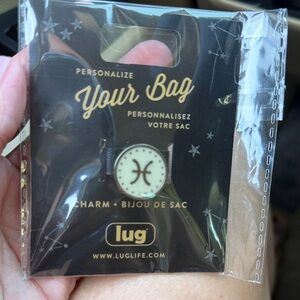 PERSONALIZE
Your Bag
PERSONNALISEZ
VOTRE SAC
CHARM • BIJOU DE SAC
lug
WWW.LUGLIFE.COM